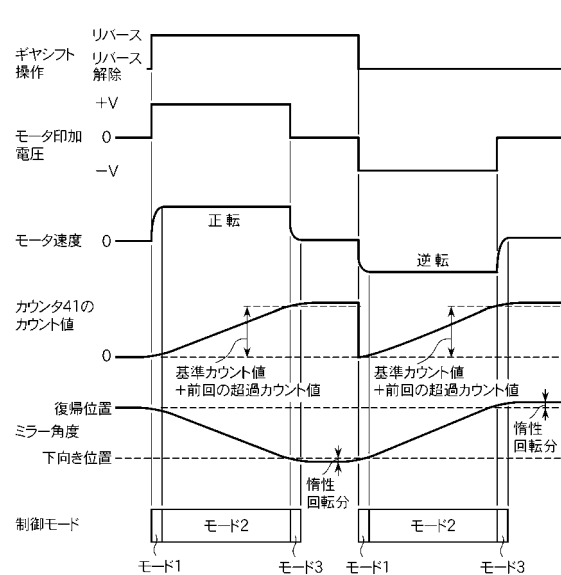 リバース
ギヤシフト
操作
リバース
解除
+V
モータ印加
電圧
0
−V
モータ速度
0
正 転
逆 転
カウンタ41の
カウント値
0
基準カウント値
+前回の超過カウント値
基準カウント値
+前回の超過カウント値
復帰位置
ミラー角度
下向き位置
惰性
回転分
惰性
回転分
制御モード
モード2
モード2
モード1
モード3
モード1
モード3